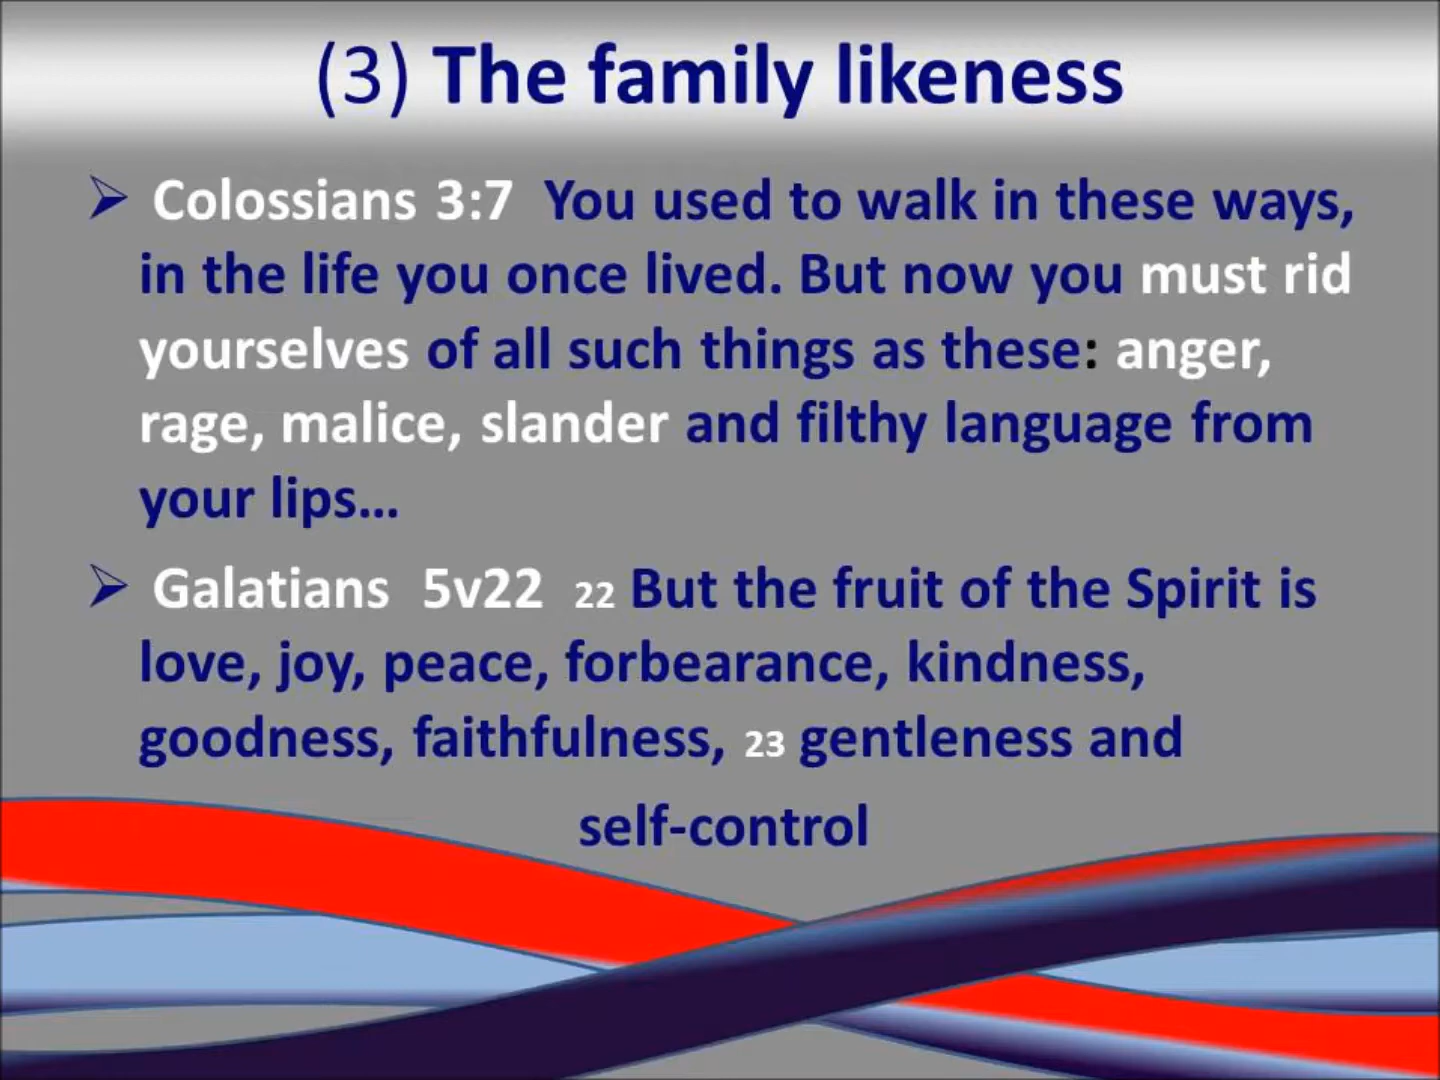 (3) The family likeness
➢ Colossians 3:7 You used to walk in these ways,
in the life you once lived. But now you must rid
yourselves of all such things as these: anger,
rage, malice, slander and filthy language from
your lips...
➢ Galatians 5v22 22 But the fruit of the Spirit is
love, joy, peace, forbearance, kindness,
goodness, faithfulness, 23 gentleness and
self-control